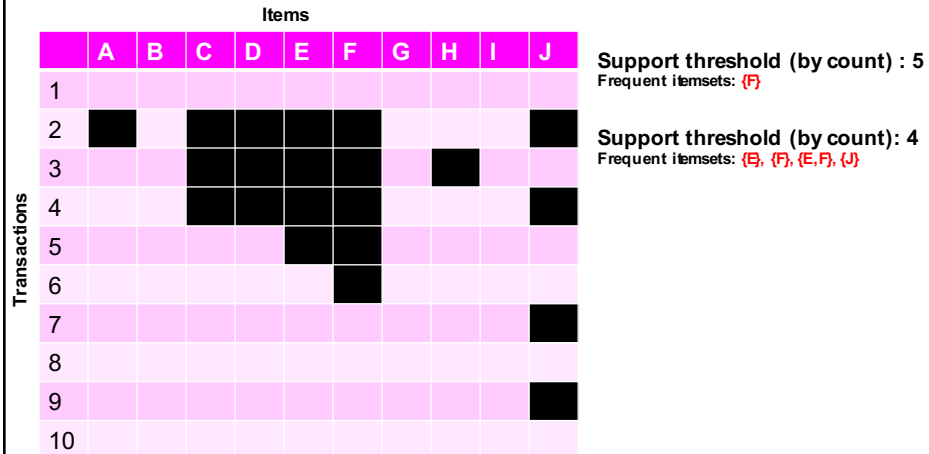 Items
A B C D E F G H I J
1
2
3
4
5
6
7
8
9
10
Transactions
Support threshold (by count) : 5
Frequent itemsets: {F}
Support threshold (by count): 4
Frequent itemsets: {E}, {F}, {E,F}, {J}